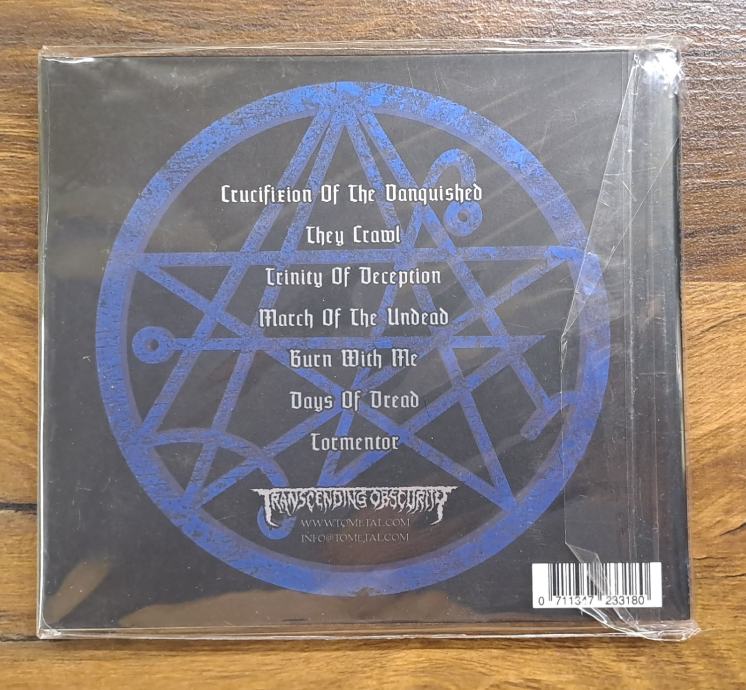 Crucifixion Of The Vanquished
They Crawl
Trinity Of Deception
March Of The Undead
Burn With Me
Days Of Dread
Tormentor
TRANSCENDING OBSCURITY
WWW.TOMETAL.COM
INFO@TOMETAL.COM
0 711347 233180